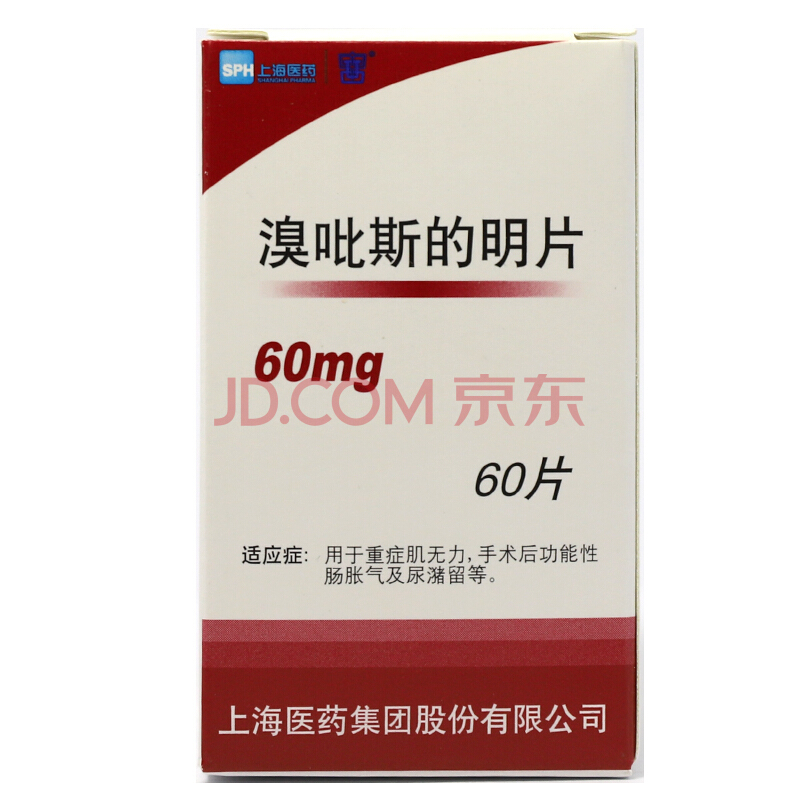 SPH 上海医药
SHANGHAI PHARMA
溴吡斯的明片
60mg
JD.COM 京东
60片
适应症: 用于重症肌无力,手术后功能性
肠胀气及尿潴留等。
上海医药集团股份有限公司